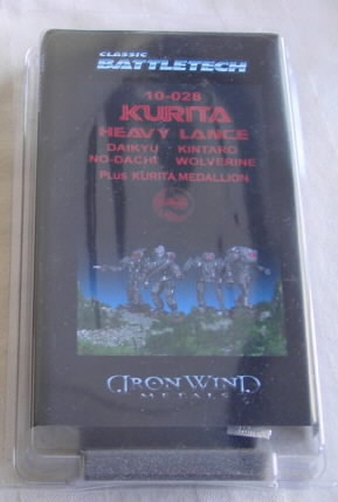 CLASSIC
BATTLETECH
10-028
KURITA
HEAVY LANCE
DAIKYU KINTARO
NO-DACHI WOLVERINE
PLUS KURITA MEDALLION
IRON WIND
METALS